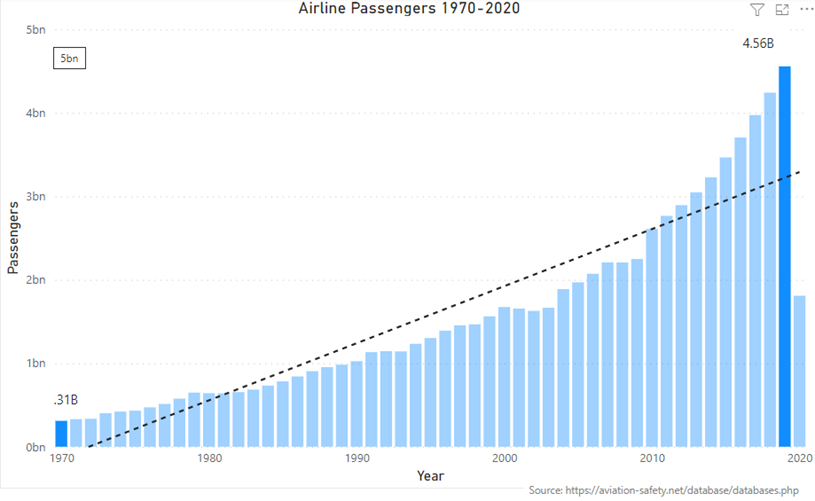 Airline Passengers 1970-2020
5bn
5bn
4.56B
4bn
3bn
Passengers
2bn
1bn
.31B
0bn
1970
1980
1990
2000
2010
2020
Year
Source: https://aviation-safety.net/database/databases.php